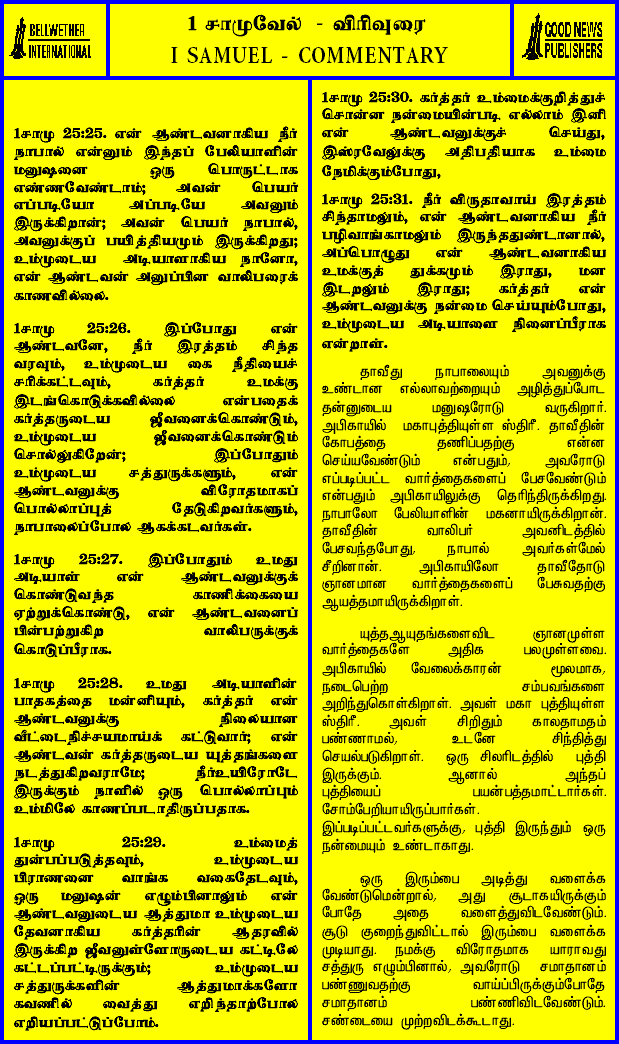 BELLWETHER
INTERNATIONAL
1 சாமுவேல் - விரிவுரை
I SAMUEL - COMMENTARY
GOOD NEWS
PUBLISHERS
1சாமு 25:25. என் ஆண்டவனாகிய நீர்
நாபால் என்னும் இந்தப் பேலியாளின்
மனுஷனை ஒரு பொருட்டாக
எண்ணவேண்டாம்; அவன் பெயர்
எப்படியோ அப்படியே அவனும்
இருக்கிறான்; அவன் பெயர் நாபால்,
அவனுக்குப் பயித்தியமும் இருக்கிறது;
உம்முடைய அடியாளாகிய நானோ,
என் ஆண்டவன் அனுப்பின வாலிபரைக்
காணவில்லை.
1சாமு 25:26. இப்போது என்
ஆண்டவனே, நீர் இரத்தம் சிந்த
வரவும், உம்முடைய கை நீதியைச்
சரிக்கட்டவும், கர்த்தர் உமக்கு
இடங்கொடுக்கவில்லை என்பதைக்
கர்த்தருடைய ஜீவனைக்கொண்டும்,
உம்முடைய ஜீவனைக்கொண்டும்
சொல்லுகிறேன்; இப்போதும்
உம்முடைய சத்துருக்களும், என்
ஆண்டவனுக்கு விரோதமாகப்
பொல்லாப்புத் தேடுகிறவர்களும்,
நாபாலைப்போல ஆகக்கடவர்கள்.
1சாமு 25:27. இப்போதும் உமது
அடியாள் என் ஆண்டவனுக்குக்
கொண்டுவந்த காணிக்கையை
ஏற்றுக்கொண்டு, என் ஆண்டவனைப்
பின்பற்றுகிற வாலிபருக்குக்
கொடுப்பீராக.
1சாமு 25:28. உமது அடியாளின்
பாதகத்தை மன்னியும், கர்த்தர் என்
ஆண்டவனுக்கு நிலையான
வீட்டைநிச்சயமாய்க் கட்டுவார்; என்
ஆண்டவன் கர்த்தருடைய யுத்தங்களை
நடத்துகிறவராமே; நீர்உயிரோடே
இருக்கும் நாளில் ஒரு பொல்லாப்பும்
உம்மிலே காணப்படாதிருப்பதாக.
1சாமு 25:29. உம்மைத்
துன்பப்படுத்தவும், உம்முடைய
பிராணனை வாங்க வகைதேடவும்,
ஒரு மனுஷன் எழும்பினாலும் என்
ஆண்டவனுடைய ஆத்துமா உம்முடைய
தேவனாகிய கர்த்தரின் ஆதரவில்
இருக்கிற ஜீவனுள்ளோருடைய கட்டிலே
கட்டப்பட்டிருக்கும்; உம்முடைய
சத்துருக்களின் ஆத்துமாக்களோ
கவணில் வைத்து எறிந்தாற்போல்
எறியப்பட்டுப்போம்.
1சாமு 25:30. கர்த்தர் உம்மைக்குறித்துச்
சொன்ன நன்மையின்படி எல்லாம் இனி
என் ஆண்டவனுக்குச் செய்து,
இஸ்ரவேலுக்கு அதிபதியாக உம்மை
நேமிக்கும்போது,
1சாமு 25:31. நீர் விருதாவாய் இரத்தம்
சிந்தாமலும், என் ஆண்டவனாகிய நீர்
பழிவாங்காமலும் இருந்ததுண்டானால்,
அப்பொழுது என் ஆண்டவனாகிய
உமக்குத் துக்கமும் இராது, மன
இடறலும் இராது; கர்த்தர் என்
ஆண்டவனுக்கு நன்மை செய்யும்போது,
உம்முடைய அடியாளை நினைப்பீராக
என்றாள்.
தாவீது நாபாலையும் அவனுக்கு
உண்டான எல்லாவற்றையும் அழித்துப்போட
தன்னுடைய மனுஷரோடு வருகிறார்.
அபிகாயில் மகாபுத்தியுள்ள ஸ்திரீ. தாவீதின்
கோபத்தை தணிப்பதற்கு என்ன
செய்யவேண்டும் என்பதும், அவரோடு
எப்படிப்பட்ட வார்த்தைகளைப் பேசவேண்டும்
என்பதும் அபிகாயிலுக்கு தெரிந்திருக்கிறது.
நாபாலோ பேலியாளின் மகனாயிருக்கிறான்.
தாவீதின் வாலிபர் அவனிடத்தில்
பேசவந்தபோது, நாபால் அவர்கள்மேல்
சீறினான். அபிகாயிலோ தாவீதோடு
ஞானமான வார்த்தைகளைப் பேசுவதற்கு
ஆயத்தமாயிருக்கிறாள்.
யுத்தஆயுதங்களைவிட ஞானமுள்ள
வார்த்தைகளே அதிக பலமுள்ளவை.
அபிகாயில் வேலைக்காரன் மூலமாக,
நடைபெற்ற சம்பவங்களை
அறிந்துகொள்கிறாள். அவள் மகா புத்தியுள்ள
ஸ்திரீ. அவள் சிறிதும் காலதாமதம்
பண்ணாமல், உடனே சிந்தித்து
செயல்படுகிறாள். ஒரு சிலரிடத்தில் புத்தி
இருக்கும். ஆனால் அந்தப்
புத்தியைப் பயன்பத்தமாட்டார்கள்.
சோம்பேறியாயிருப்பார்கள்.
இப்படிப்பட்டவர்களுக்கு, புத்தி இருந்தும் ஒரு
நன்மையும் உண்டாகாது.
ஒரு இரும்பை அடித்து வளைக்க
வேண்டுமென்றால், அது சூடாகயிருக்கும்
போதே அதை வளைத்துவிடவேண்டும்.
சூடு குறைந்துவிட்டால் இரும்பை வளைக்க
முடியாது. நமக்கு விரோதமாக யாராவது
சத்துரு எழும்பினால், அவரோடு சமாதானம்
பண்ணுவதற்கு வாய்ப்பிருக்கும்போதே
சமாதானம் பண்ணிவிடவேண்டும்.
சண்டையை முற்றவிடக்கூடாது.